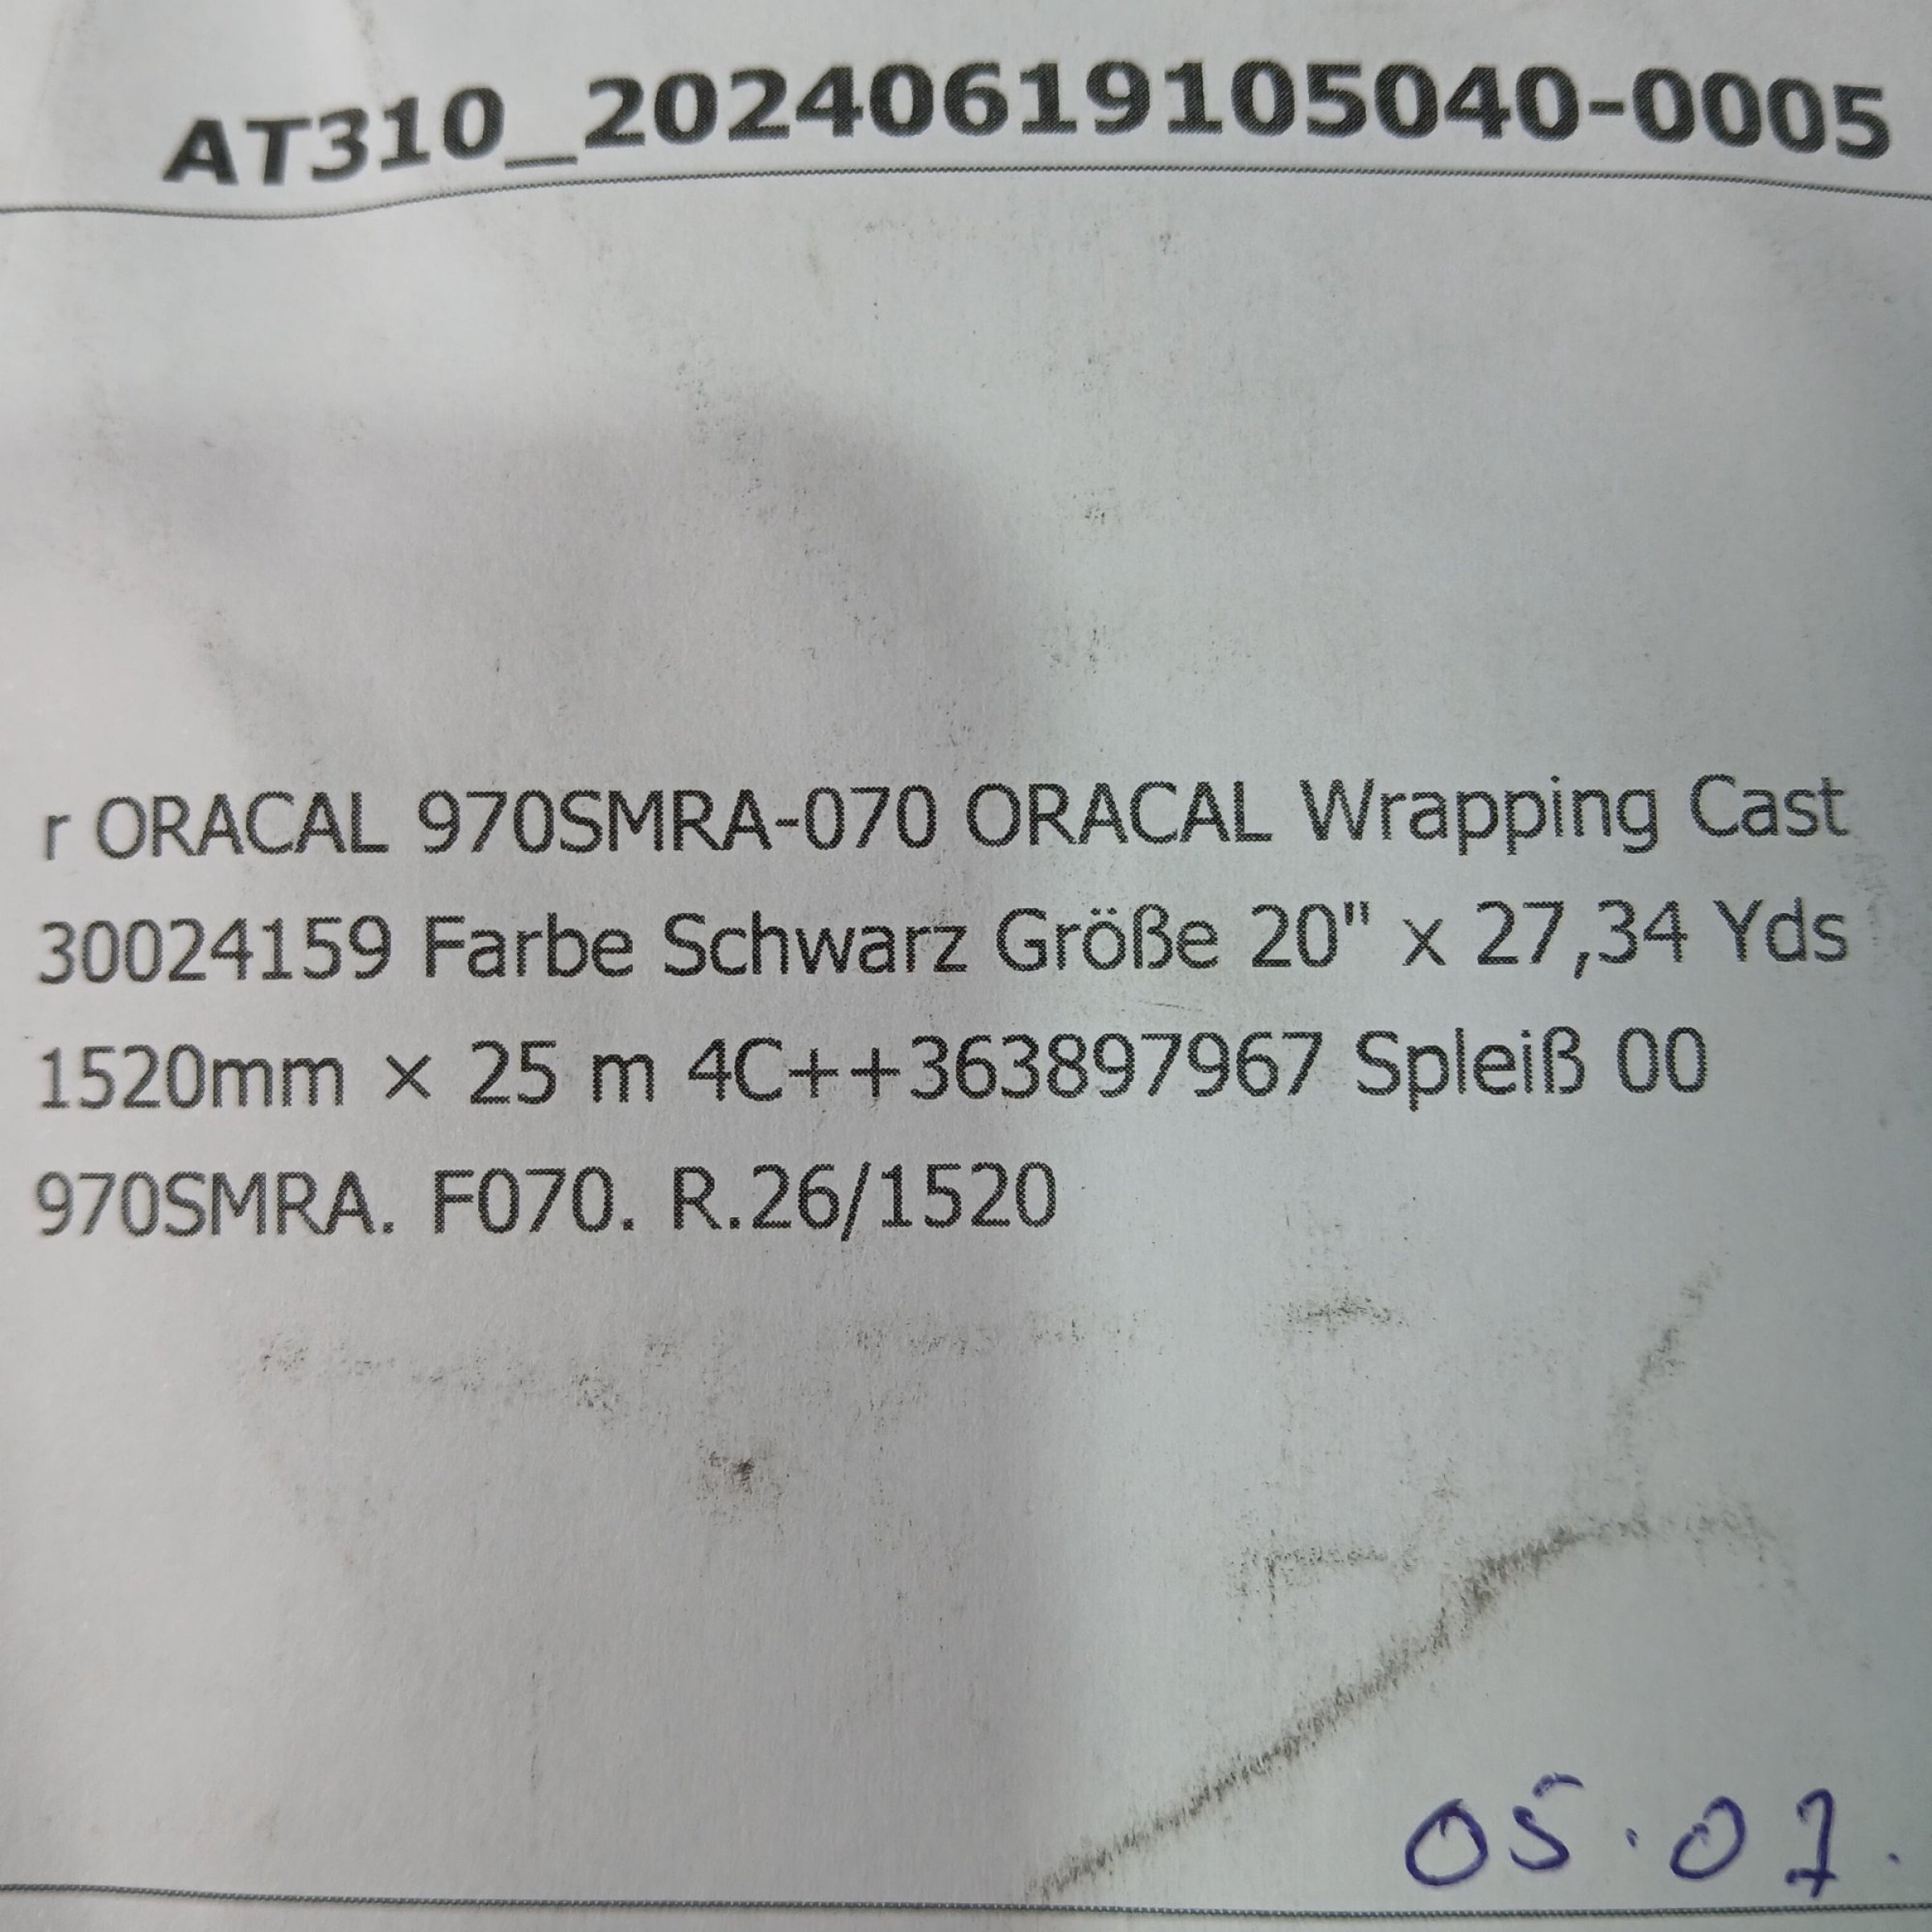 AT310_20240619105040-0005
r ORACAL 970SMRA-070 ORACAL Wrapping Cast
30024159 Farbe Schwarz Größe 20" x 27,34 Yds
1520mm × 25 m 4C++363897967 Spleiß 00
970SMRA. F070. R.26/1520
05.07.